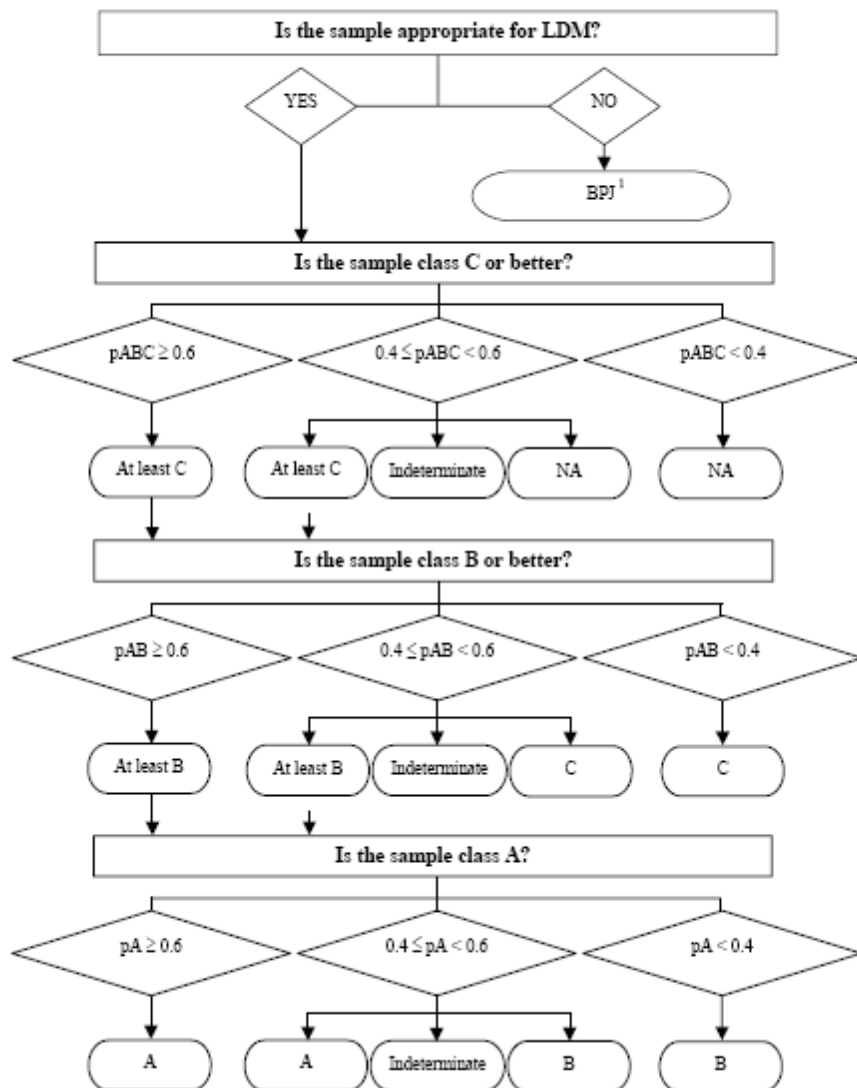 Is the sample appropriate for LDM?
YES
NO
BPJ ¹
Is the sample class C or better?
pABC ≥ 0.6
0.4 ≤ pABC < 0.6
pABC < 0.4
At least C
At least C
Indeterminate
NA
NA
Is the sample class B or better?
pAB ≥ 0.6
0.4 ≤ pAB < 0.6
pAB < 0.4
At least B
At least B
Indeterminate
C
C
Is the sample class A?
pA ≥ 0.6
0.4 ≤ pA < 0.6
pA < 0.4
A
A
Indeterminate
B
B